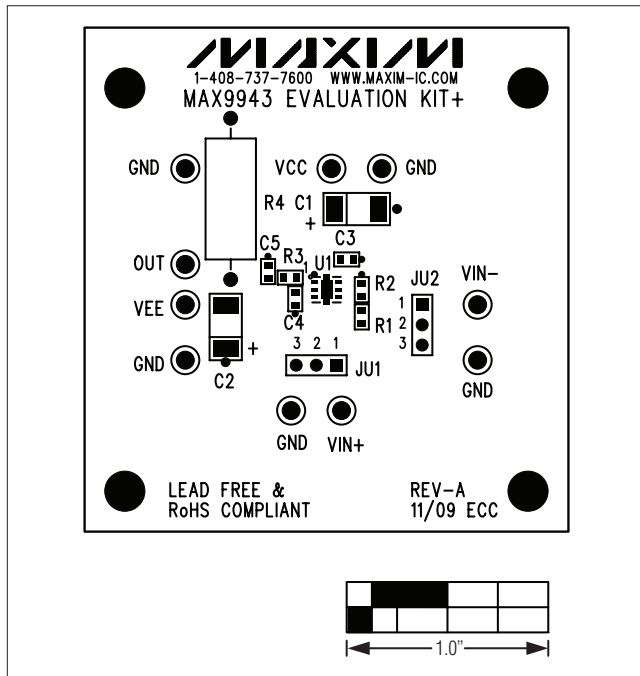 MAXIM
1-408-737-7600 WWW.MAXIM-IC.COM
MAX9943 EVALUATION KIT+
GND
VCC
GND
R4
C1
+
C3
C5
R3
1
U1
OUT
R2
JU2
VIN-
VEE
1
C4
R1
2
3
GND
+
C2
3 2 1
JU1
GND
GND
VIN+
LEAD FREE &
RoHS COMPLIANT
REV-A
11/09 ECC
1.0"